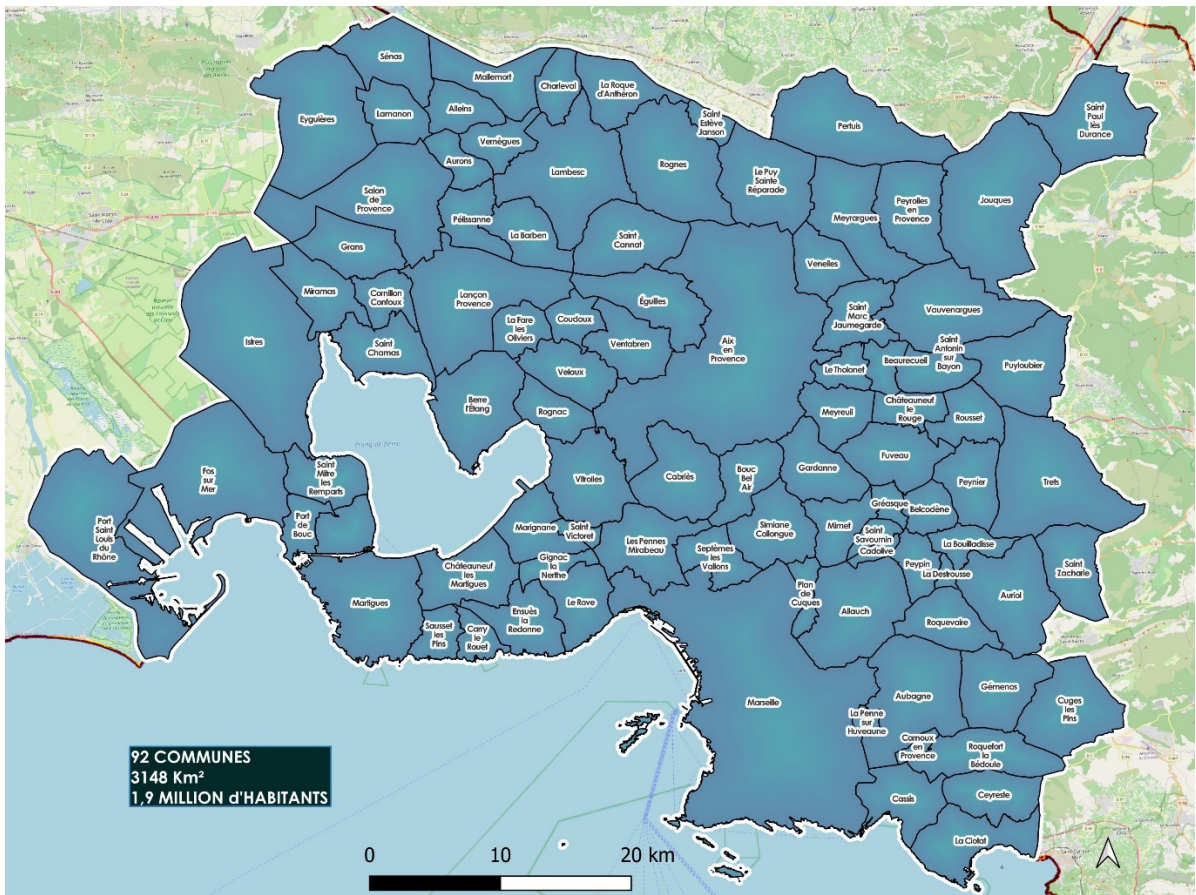 Sénas
Mallemort
Charleval
La Roque
d'Anthéron
Eyguières
Lamanon
Alleins
Vernègues
Aurons
Lambesc
Rognes
Saint
Estève
Janson
Pertuis
Saint
Paul
lès
Durance
Le Puy
Sainte
Réparade
Meyrargues
Peyrolles
en
Provence
Jouques
Salon
de
Provence
Pélissanne
La Barben
Saint
Cannat
Grans
Venelles
Miramas
Cornillon
Confoux
Lançon
Provence
Éguilles
Istres
Saint
Chamas
La Fare
les
Oliviers
Coudoux
Ventabren
Aix
en
Provence
Saint
Marc
Jaumegarde
Vauvenargues
Saint
Antonin
sur
Bayon
Puyloubier
Le Tholonet
Beaurecueil
Velaux
Berre
l'Étang
Rognac
Meyreuil
Châteauneuf
le
Rouge
Rousset
Étang de Berre
Fos
sur
Mer
Saint
Mitre
les
Remparts
Port
de
Bouc
Port
Saint
Louis
du
Rhône
Vitrolles
Cabriès
Bouc
Bel
Air
Gardanne
Fuveau
Peynier
Trets
Marignane
Saint
Victoret
Les Pennes
Mirabeau
Septèmes
les
Vallons
Simiane
Collongue
Mimet
Gréasque
Belcodène
Saint
Savournin
Cadolive
La Bouilladisse
Peypin
La Destrousse
Saint
Zacharie
Châteauneuf
les
Martigues
Gignac
la
Nerthe
Martigues
Sausset
les
Pins
Carry
le
Rouet
Ensuès
la
Redonne
Le Rove
Plan
de
Cuques
Allauch
Auriol
Roquevaire
Marseille
La Penne
sur
Huveaune
Aubagne
Gémenos
Cuges
les
Pins
Carnoux
en
Provence
Roquefort
la
Bédoule
Cassis
Ceyreste
La Ciotat
92 COMMUNES
3148 Km²
1,9 MILLION d'HABITANTS
0 10 20 km